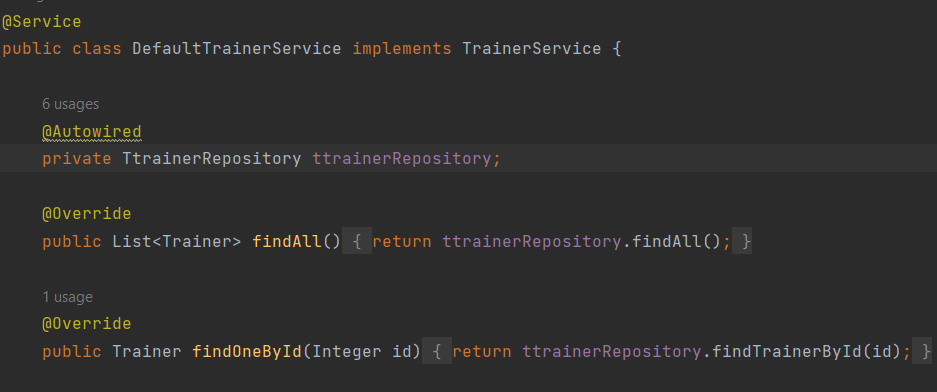 @Service
public class DefaultTrainerService implements TrainerService {
6 usages
@Autowired
private TtrainerRepository ttrainerRepository;
@Override
public List<Trainer> findAll() { return ttrainerRepository.findAll(); }
1 usage
@Override
public Trainer findOneById(Integer id) { return ttrainerRepository.findTrainerById(id); }